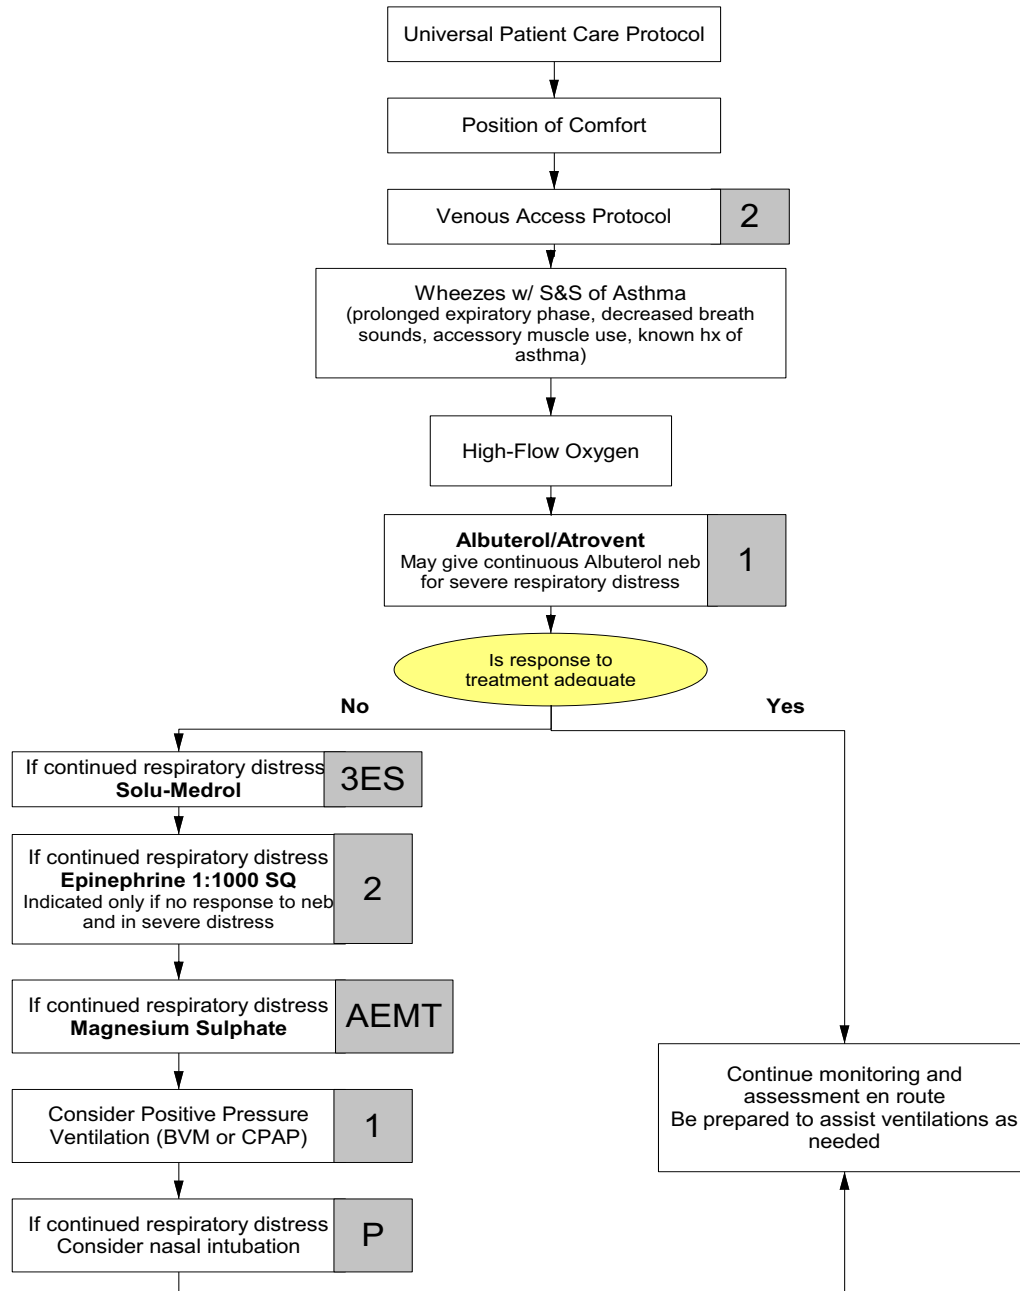 Universal Patient Care Protocol
Position of Comfort
Venous Access Protocol
2
Wheezes w/ S&S of Asthma
(prolonged expiratory phase, decreased breath
sounds, accessory muscle use, known hx of
asthma)
High-Flow Oxygen
Albuterol/Atrovent
May give continuous Albuterol neb
for severe respiratory distress
1
Is response to
treatment adequate
No
Yes
If continued respiratory distress
Solu-Medrol
3ES
If continued respiratory distress
Epinephrine 1:1000 SQ
Indicated only if no response to neb
and in severe distress
2
If continued respiratory distress
Magnesium Sulphate
AEMT
Consider Positive Pressure
Ventilation (BVM or CPAP)
1
If continued respiratory distress
Consider nasal intubation
P
Continue monitoring and
assessment en route
Be prepared to assist ventilations as
needed